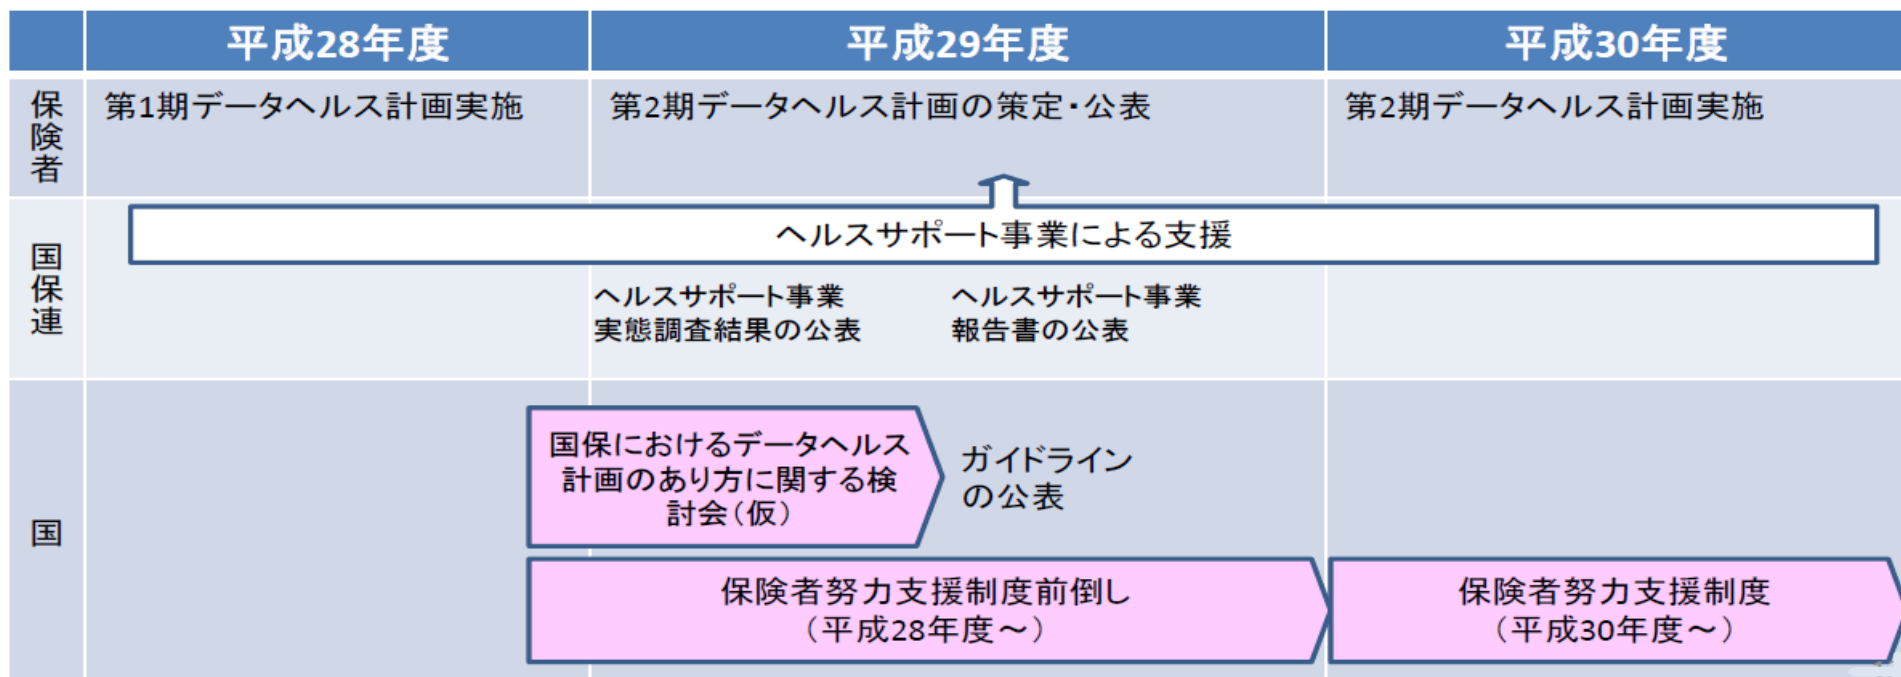 平成28年度
平成29年度
平成30年度
保険者
第1期データヘルス計画実施
第2期データヘルス計画の策定・公表
第2期データヘルス計画実施
国保連
ヘルスサポート事業による支援
ヘルスサポート事業
実態調査結果の公表
ヘルスサポート事業
報告書の公表
国
国保におけるデータヘルス
計画のあり方に関する検
討会(仮)
ガイドライン
の公表
保険者努力支援制度前倒し
(平成28年度~)
保険者努力支援制度
(平成30年度~)